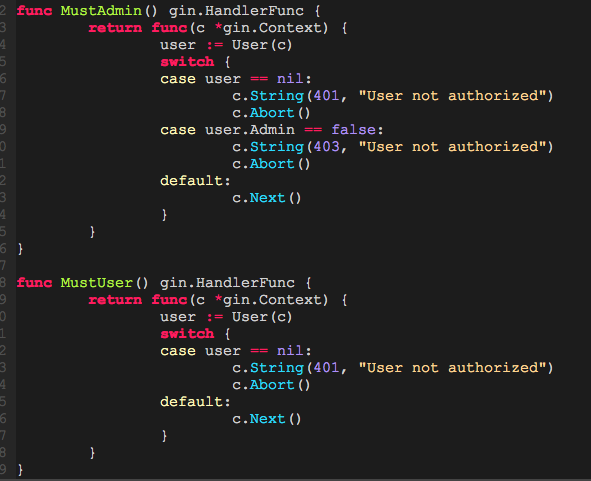 2 func MustAdmin() gin.HandlerFunc {
3 return func(c *gin.Context) {
4 user := User(c)
5 switch {
6 case user == nil:
7 c.String(401, "User not authorized")
8 c.Abort()
9 case user.Admin == false:
0 c.String(403, "User not authorized")
1 c.Abort()
2 default:
3 c.Next()
4 }
5 }
6 }
7
8 func MustUser() gin.HandlerFunc {
9 return func(c *gin.Context) {
0 user := User(c)
1 switch {
2 case user == nil:
3 c.String(401, "User not authorized")
4 c.Abort()
5 default:
6 c.Next()
7 }
8 }
9 }